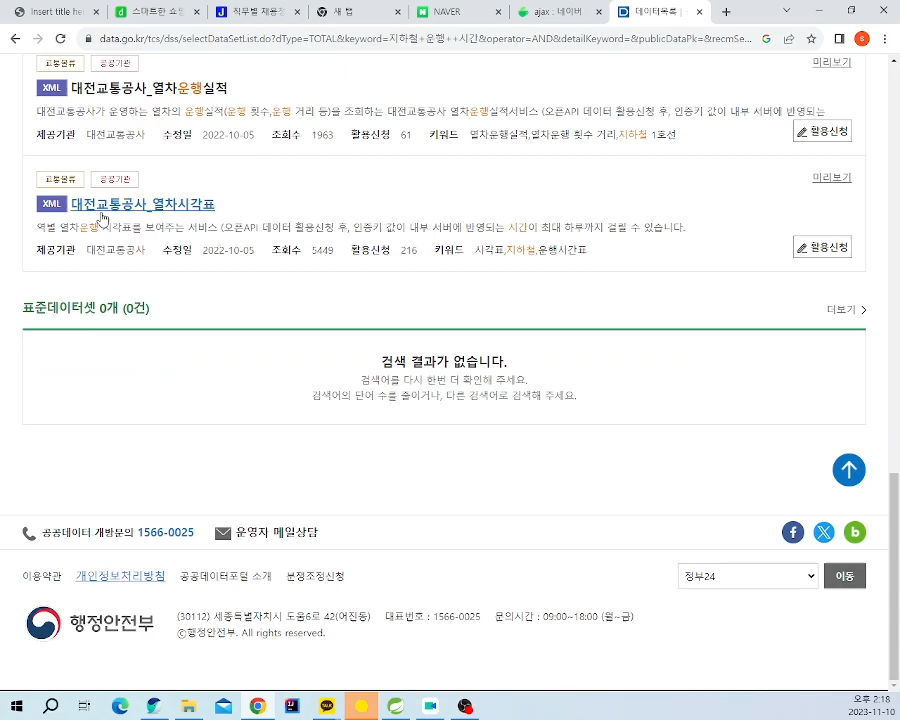 Insert title he
스마트한 쇼핑
직무별 채용정
새 탭
NAVER
ajax : 네이버
데이터목록 |
data.go.kr/tcs/dss/selectDataSetList.do?dType=TOTAL&keyword=지하철+운행++시간&operator=AND&detailKeyword=&publicDataPk=&recmSe...
교통물류 공공기관 미리보기
XML 대전교통공사_열차운행실적
대전교통공사가 운영하는 열차의 운행실적(운행 횟수,운행 거리 등)을 조회하는 대전교통공사 열차운행실적서비스 (오픈API 데이터 활용신청 후, 인증키 값이 내부 서버에 반영되는
제공기관 대전교통공사 수정일 2022-10-05 조회수 1963 활용신청 61 키워드 열차운행실적,열차운행 횟수 거리,지하철 1호선
활용신청
교통물류 공공기관 미리보기
XML 대전교통공사_열차시각표
역별 열차운행 시각표를 보여주는 서비스 (오픈API 데이터 활용신청 후, 인증키 값이 내부 서버에 반영되는 시간이 최대 하루까지 걸릴 수 있습니다.
제공기관 대전교통공사 수정일 2022-10-05 조회수 5449 활용신청 216 키워드 시각표,지하철,운행시간표
활용신청
표준데이터셋 0개 (0건) 더보기
검색 결과가 없습니다.
검색어를 다시 한번 더 확인해 주세요.
검색어의 단어 수를 줄이거나, 다른 검색어로 검색해 주세요.
공공데이터 개방문의 1566-0025 운영자 메일상담
이용약관 개인정보처리방침 공공데이터포털 소개 분쟁조정신청 정부24 이동
행정안전부 (30112) 세종특별자치시 도움6로 42(어진동) 대표번호 : 1566-0025 문의시간 : 09:00~18:00 (월~금)
ⓒ행정안전부. All rights reserved.
오후 2:18
2023-11-10